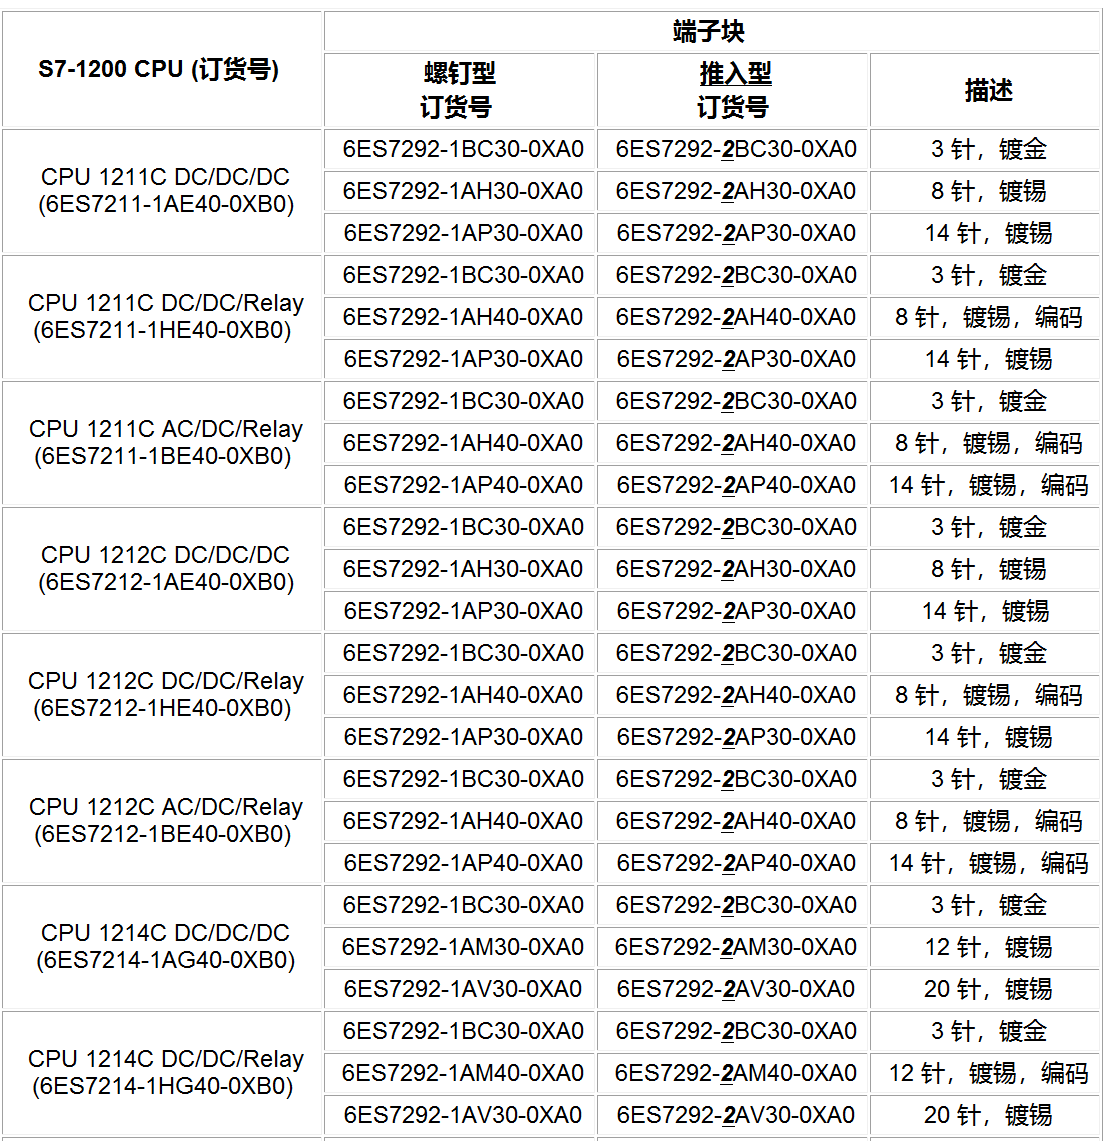 S7-1200 CPU (订货号)
端子块
螺钉型
订货号
推入型
订货号
描述
CPU 1211C DC/DC/DC
(6ES7211-1AE40-0XB0)
6ES7292-1BC30-0XA0 6ES7292-2BC30-0XA0 3 针，镀金
6ES7292-1AH30-0XA0 6ES7292-2AH30-0XA0 8 针，镀锡
6ES7292-1AP30-0XA0 6ES7292-2AP30-0XA0 14 针，镀锡
CPU 1211C DC/DC/Relay
(6ES7211-1HE40-0XB0)
6ES7292-1BC30-0XA0 6ES7292-2BC30-0XA0 3 针，镀金
6ES7292-1AH40-0XA0 6ES7292-2AH40-0XA0 8 针，镀锡，编码
6ES7292-1AP30-0XA0 6ES7292-2AP30-0XA0 14 针，镀锡
CPU 1211C AC/DC/Relay
(6ES7211-1BE40-0XB0)
6ES7292-1BC30-0XA0 6ES7292-2BC30-0XA0 3 针，镀金
6ES7292-1AH40-0XA0 6ES7292-2AH40-0XA0 8 针，镀锡，编码
6ES7292-1AP40-0XA0 6ES7292-2AP40-0XA0 14 针，镀锡，编码
CPU 1212C DC/DC/DC
(6ES7212-1AE40-0XB0)
6ES7292-1BC30-0XA0 6ES7292-2BC30-0XA0 3 针，镀金
6ES7292-1AH30-0XA0 6ES7292-2AH30-0XA0 8 针，镀锡
6ES7292-1AP30-0XA0 6ES7292-2AP30-0XA0 14 针，镀锡
CPU 1212C DC/DC/Relay
(6ES7212-1HE40-0XB0)
6ES7292-1BC30-0XA0 6ES7292-2BC30-0XA0 3 针，镀金
6ES7292-1AH40-0XA0 6ES7292-2AH40-0XA0 8 针，镀锡，编码
6ES7292-1AP30-0XA0 6ES7292-2AP30-0XA0 14 针，镀锡
CPU 1212C AC/DC/Relay
(6ES7212-1BE40-0XB0)
6ES7292-1BC30-0XA0 6ES7292-2BC30-0XA0 3 针，镀金
6ES7292-1AH40-0XA0 6ES7292-2AH40-0XA0 8 针，镀锡，编码
6ES7292-1AP40-0XA0 6ES7292-2AP40-0XA0 14 针，镀锡，编码
CPU 1214C DC/DC/DC
(6ES7214-1AG40-0XB0)
6ES7292-1BC30-0XA0 6ES7292-2BC30-0XA0 3 针，镀金
6ES7292-1AM30-0XA0 6ES7292-2AM30-0XA0 12 针，镀锡
6ES7292-1AV30-0XA0 6ES7292-2AV30-0XA0 20 针，镀锡
CPU 1214C DC/DC/Relay
(6ES7214-1HG40-0XB0)
6ES7292-1BC30-0XA0 6ES7292-2BC30-0XA0 3 针，镀金
6ES7292-1AM40-0XA0 6ES7292-2AM40-0XA0 12 针，镀锡，编码
6ES7292-1AV30-0XA0 6ES7292-2AV30-0XA0 20 针，镀锡